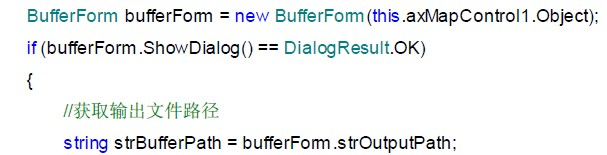 BufferForm bufferForm = new BufferForm(this.axMapControl1.Object);
if (bufferForm.ShowDialog() == DialogResult.OK)
{
//获取输出文件路径
string strBufferPath = bufferForm.strOutputPath;